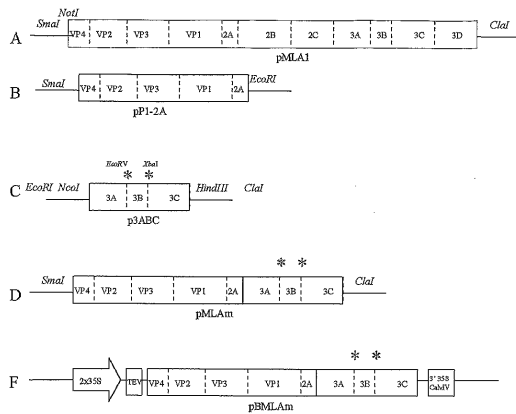 NotI
SmaI ClaI
A VP4 VP2 VP3 VP1 2A 2B 2C 3A 3B 3C 3D
pMLA1
SmaI EcoRI
B VP4 VP2 VP3 VP1 2A
pP1-2A
EcoRV XbaI
* *
EcoRI NcoI HindIII ClaI
C 3A 3B 3C
p3ABC
* *
SmaI ClaI
D VP4 VP2 VP3 VP1 2A 3A 3B 3C
pMLAm
* *
F 2x35S TEV VP4 VP2 VP3 VP1 2A 3A 3B 3C 3' 35S
CaMV
pBMLAm